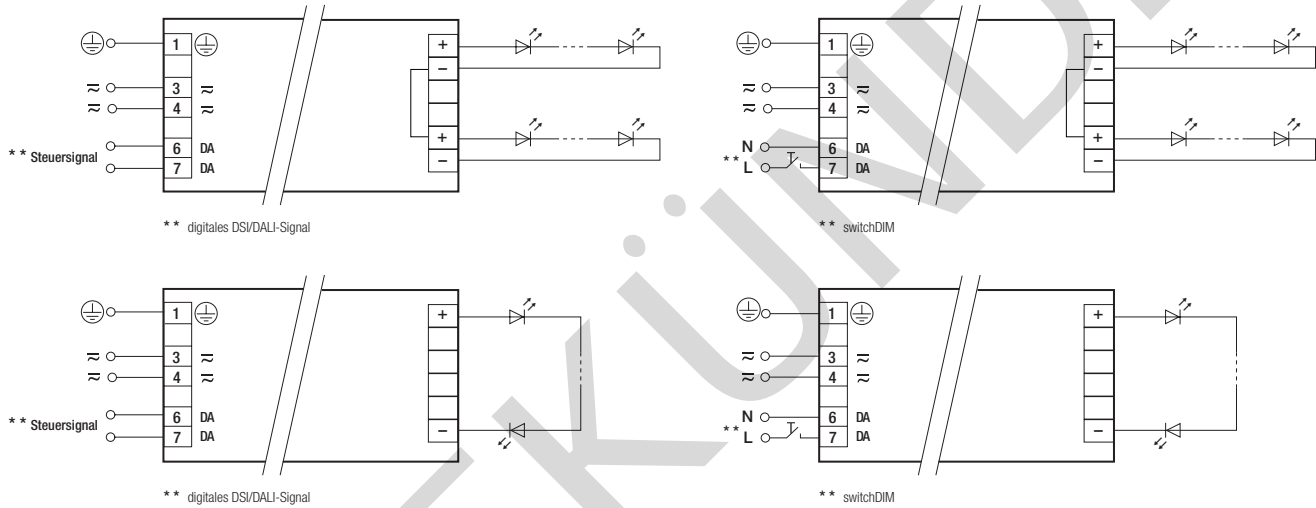 1
+
−
3
4
+
** Steuersignal
6 DA
7 DA
−
** digitales DSI/DALI-Signal
1
+
−
3
4
+
N
6 DA
** L
7 DA
−
** switchDIM
1
+
3
4
** Steuersignal
6 DA
7 DA
−
** digitales DSI/DALI-Signal
1
+
3
4
N
6 DA
** L
7 DA
−
** switchDIM
KÜND